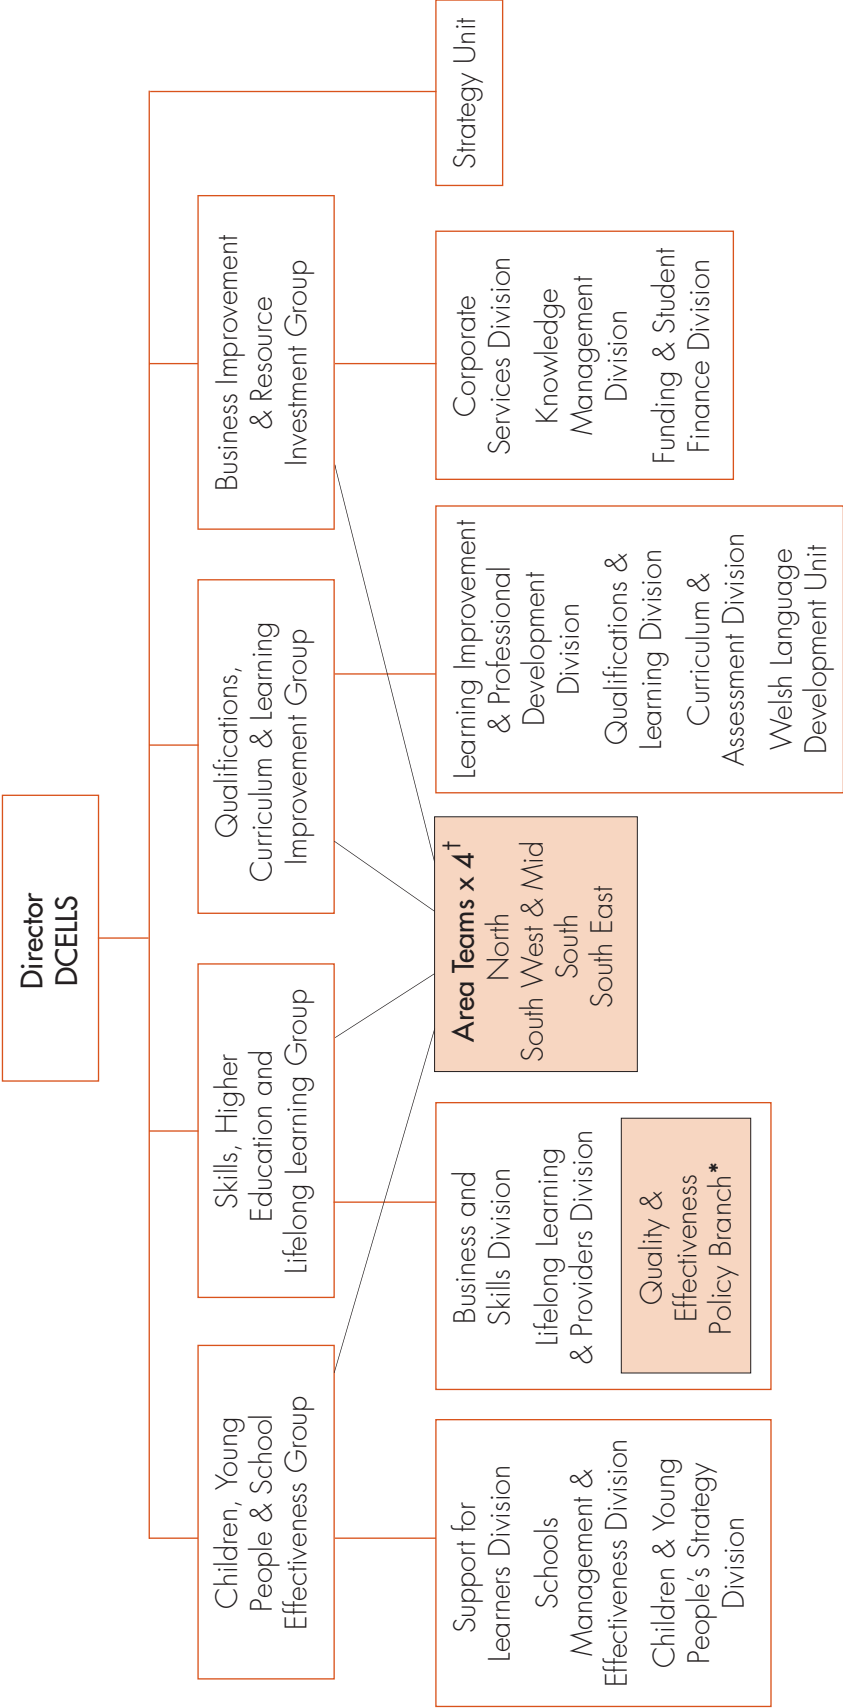 Director
DCELLS
Children, Young
People & School
Effectiveness Group
Skills, Higher
Education and
Lifelong Learning Group
Qualifications,
Curriculum & Learning
Improvement Group
Business Improvement
& Resource
Investment Group
Support for
Learners Division
Schools
Management &
Effectiveness Division
Children & Young
People’s Strategy
Division
Business and
Skills Division
Lifelong Learning
& Providers Division
Quality &
Effectiveness
Policy Branch*
Area Teams x 4†
North
South West & Mid
South
South East
Learning Improvement
& Professional
Development
Division
Qualifications &
Learning Division
Curriculum &
Assessment Division
Welsh Language
Development Unit
Corporate
Services Division
Knowledge
Management
Division
Funding & Student
Finance Division
Strategy Unit